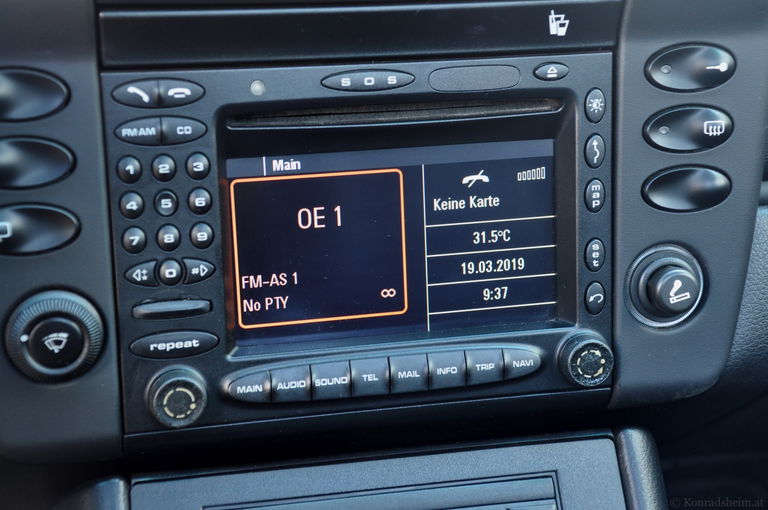 SOS
FM·AM CD
1 2 3
4 5 6
7 8 9
0 #
repeat
Main
OE 1
FM-AS 1
No PTY
∞
Keine Karte
31.5°C
19.03.2019
9:37
map
set
MAIN AUDIO SOUND TEL MAIL INFO TRIP NAVI
© Konradsheim.at